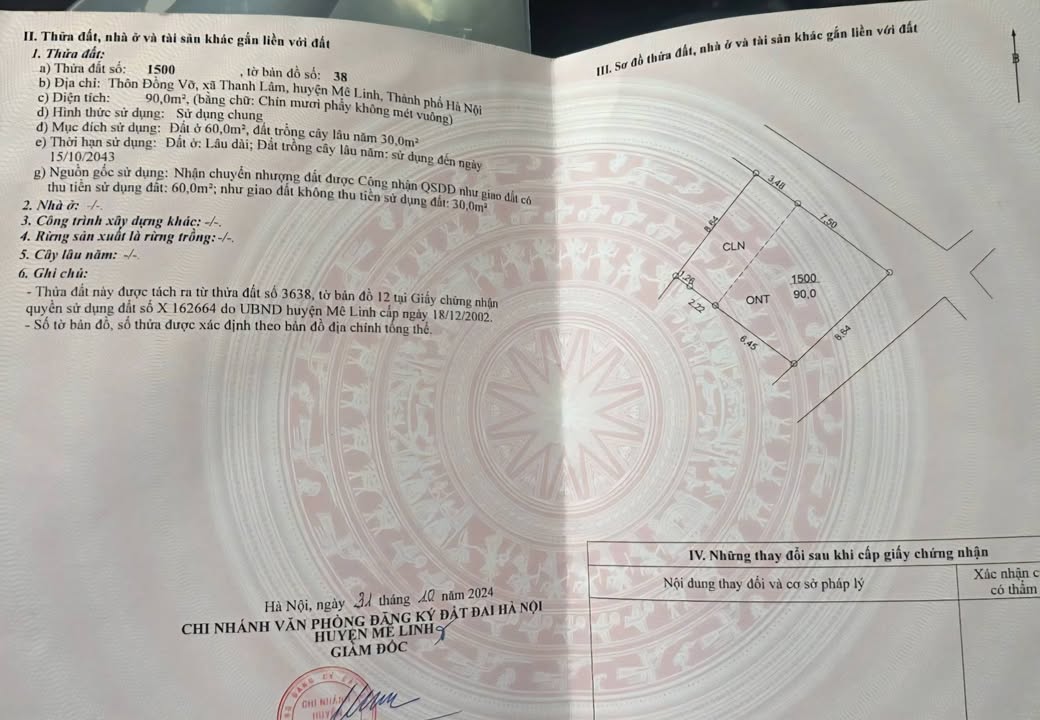 II. Thửa đất, nhà ở và tài sản khác gắn liền với đất
1. Thửa đất:
a) Thửa đất số: 1500 , tờ bản đồ số: 38
b) Địa chỉ: Thôn Đồng Vỡ, xã Thanh Lâm, huyện Mê Linh, Thành phố Hà Nội
c) Diện tích: 90,0m², (bằng chữ: Chín mươi phẩy không mét vuông)
d) Hình thức sử dụng: Sử dụng chung
đ) Mục đích sử dụng: Đất ở 60,0m², đất trồng cây lâu năm 30,0m²
e) Thời hạn sử dụng: Đất ở: Lâu dài; Đất trồng cây lâu năm: sử dụng đến ngày
15/10/2043
g) Nguồn gốc sử dụng: Nhận chuyển nhượng đất được Công nhận QSDĐ như giao đất có
thu tiền sử dụng đất: 60,0m²; như giao đất không thu tiền sử dụng đất: 30,0m²
2. Nhà ở: -/-.
3. Công trình xây dựng khác: -/-.
4. Rừng sản xuất là rừng trồng: -/-.
5. Cây lâu năm: -/-
6. Ghi chú:
- Thửa đất này được tách ra từ thửa đất số 3638, tờ bản đồ 12 tại Giấy chứng nhận
quyền sử dụng đất số X 162664 do UBND huyện Mê Linh cấp ngày 18/12/2002.
- Số tờ bản đồ, số thửa được xác định theo bản đồ địa chính tổng thể.
Hà Nội, ngày 31 tháng 10 năm 2024
CHI NHÁNH VĂN PHÒNG ĐĂNG KÝ ĐẤT ĐAI HÀ NỘI
HUYỆN MÊ LINH
GIÁM ĐỐC
CHI NHÁNH
HUYỆN
III. Sơ đồ thửa đất, nhà ở và tài sản khác gắn liền với đất
B
3,48
7,50
8,64
CLN
1,26
2,22
ONT
1500
90,0
6,45
8,64
IV. Những thay đổi sau khi cấp giấy chứng nhận
Nội dung thay đổi và cơ sở pháp lý
Xác nhận c
có thẩm